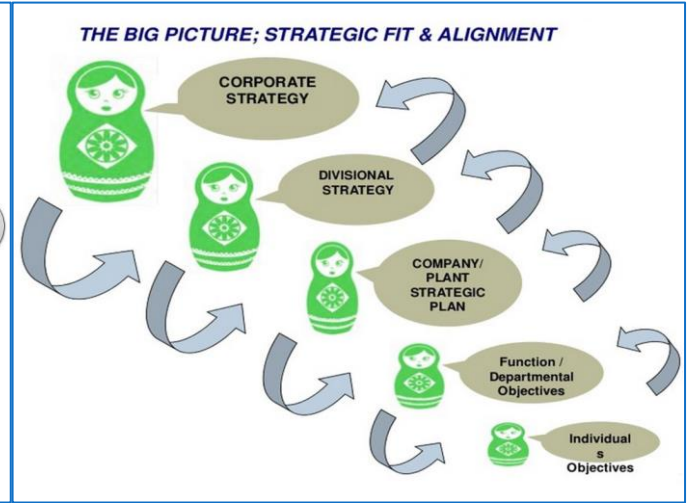 THE BIG PICTURE; STRATEGIC FIT & ALIGNMENT
CORPORATE
STRATEGY
DIVISIONAL
STRATEGY
COMPANY/
PLANT
STRATEGIC
PLAN
Function /
Departmental
Objectives
Individual
s
Objectives